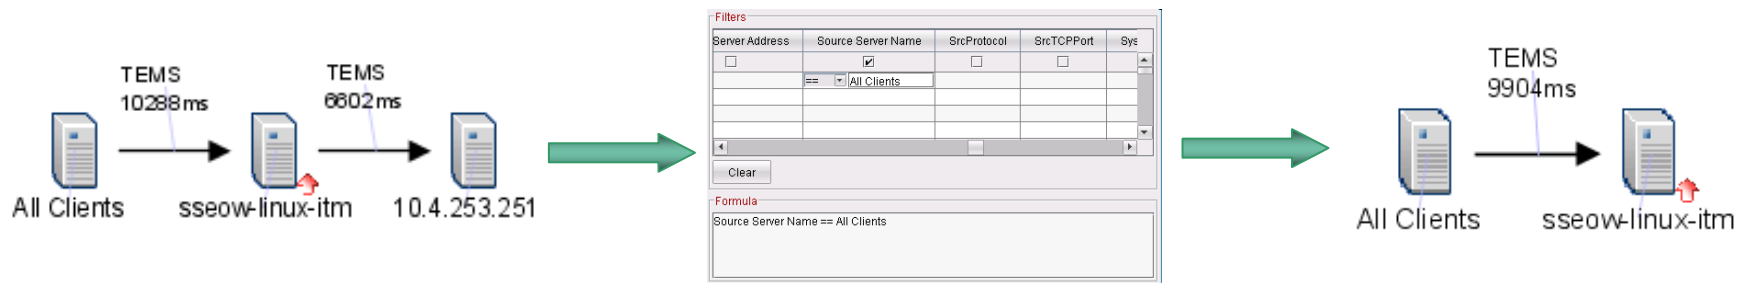 TEMS
10288ms
TEMS
6602ms
All Clients
sseow-linux-itm
10.4.253.251
Filters
Server Address Source Server Name SrcProtocol SrcTCPPort Sys
== All Clients
Clear
Formula
Source Server Name == All Clients
TEMS
9904ms
All Clients
sseow-linux-itm